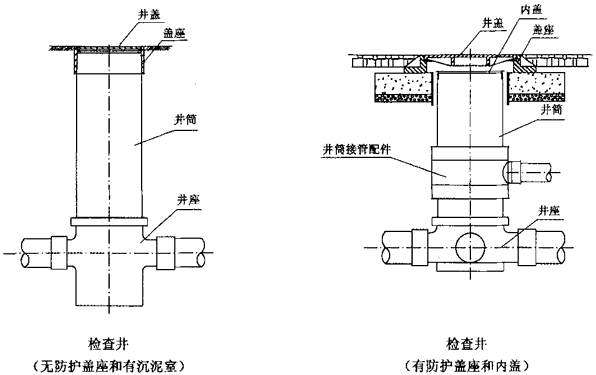 井盖
盖座
井筒
井座
检查井
(无防护盖座和有沉泥室)
内盖
井盖
盖座
井筒
井筒接管配件
井座
检查井
(有防护盖座和内盖)